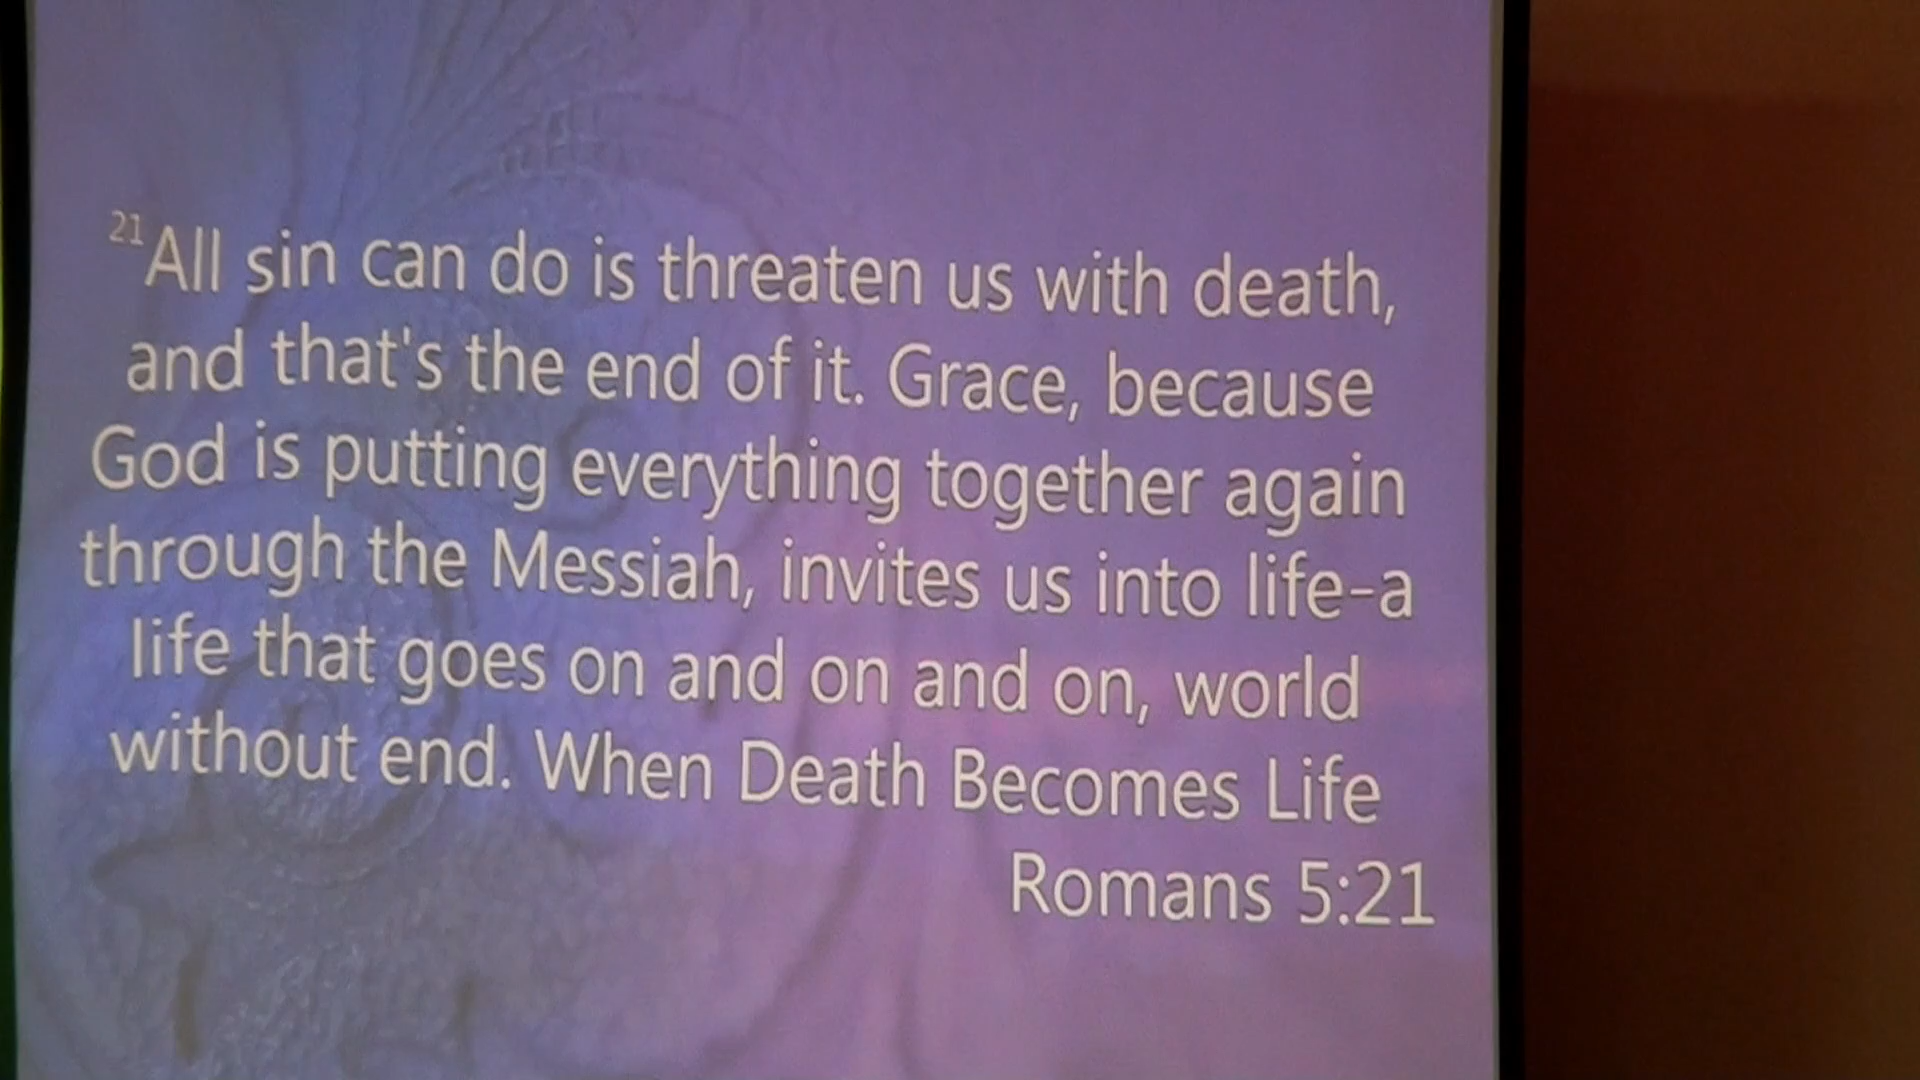 21All sin can do is threaten us with death,
and that's the end of it. Grace, because
God is putting everything together again
through the Messiah, invites us into life-a
life that goes on and on and on, world
without end. When Death Becomes Life
Romans 5:21